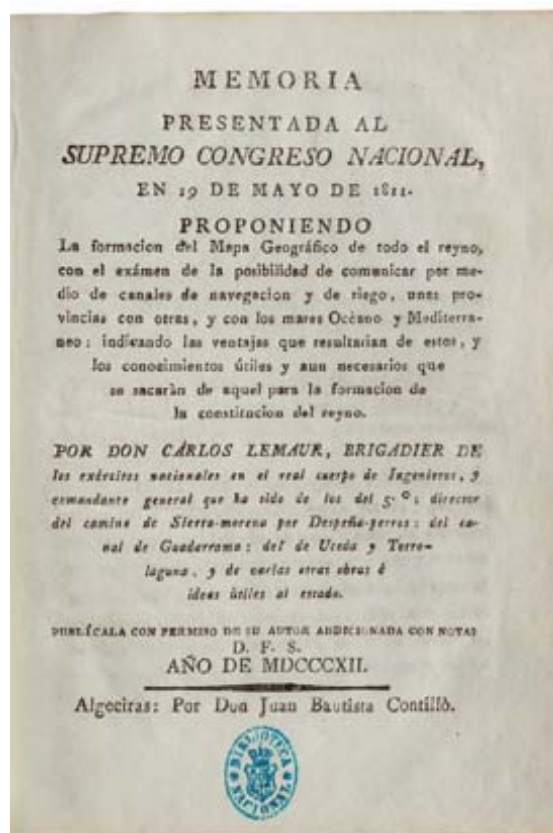 MEMORIA
PRESENTADA AL
SUPREMO CONGRESO NACIONAL,
EN 19 DE MAYO DE 1811.
PROPONIENDO
La formacion del Mapa Geográfico de todo el reyno,
con el exámen de la posibilidad de comunicar por me-
dio de canales de navegacion y de riego, unas pro-
vincias con otras, y con los mares Océano y Mediterra-
neo: indicando las ventajas que resultarian de estos, y
los conocimientos útiles y aun necesarios que
se sacarán de aquel para la formacion de
la constitucion del reyno.
POR DON CÁRLOS LEMAUR, BRIGADIER DE
los exércitos nacionales en el real cuerpo de Ingenieros, y
comandante general que ha sido de los del 5.º: director
del camino de Sierra-morena por Despeña-perros: del ca-
nal de Guadarrama: del de Uceda y Torre-
laguna, y de varias otras obras é
ideas útiles al estado.
PUBLÍCALA CON PERMISO DE SU AUTOR ADDICIONADA CON NOTAS
D. F. S.
AÑO DE MDCCCXII.
Algeciras: Por Don Juan Bautista Contilló.
BIBLIOTECA
NACIONAL